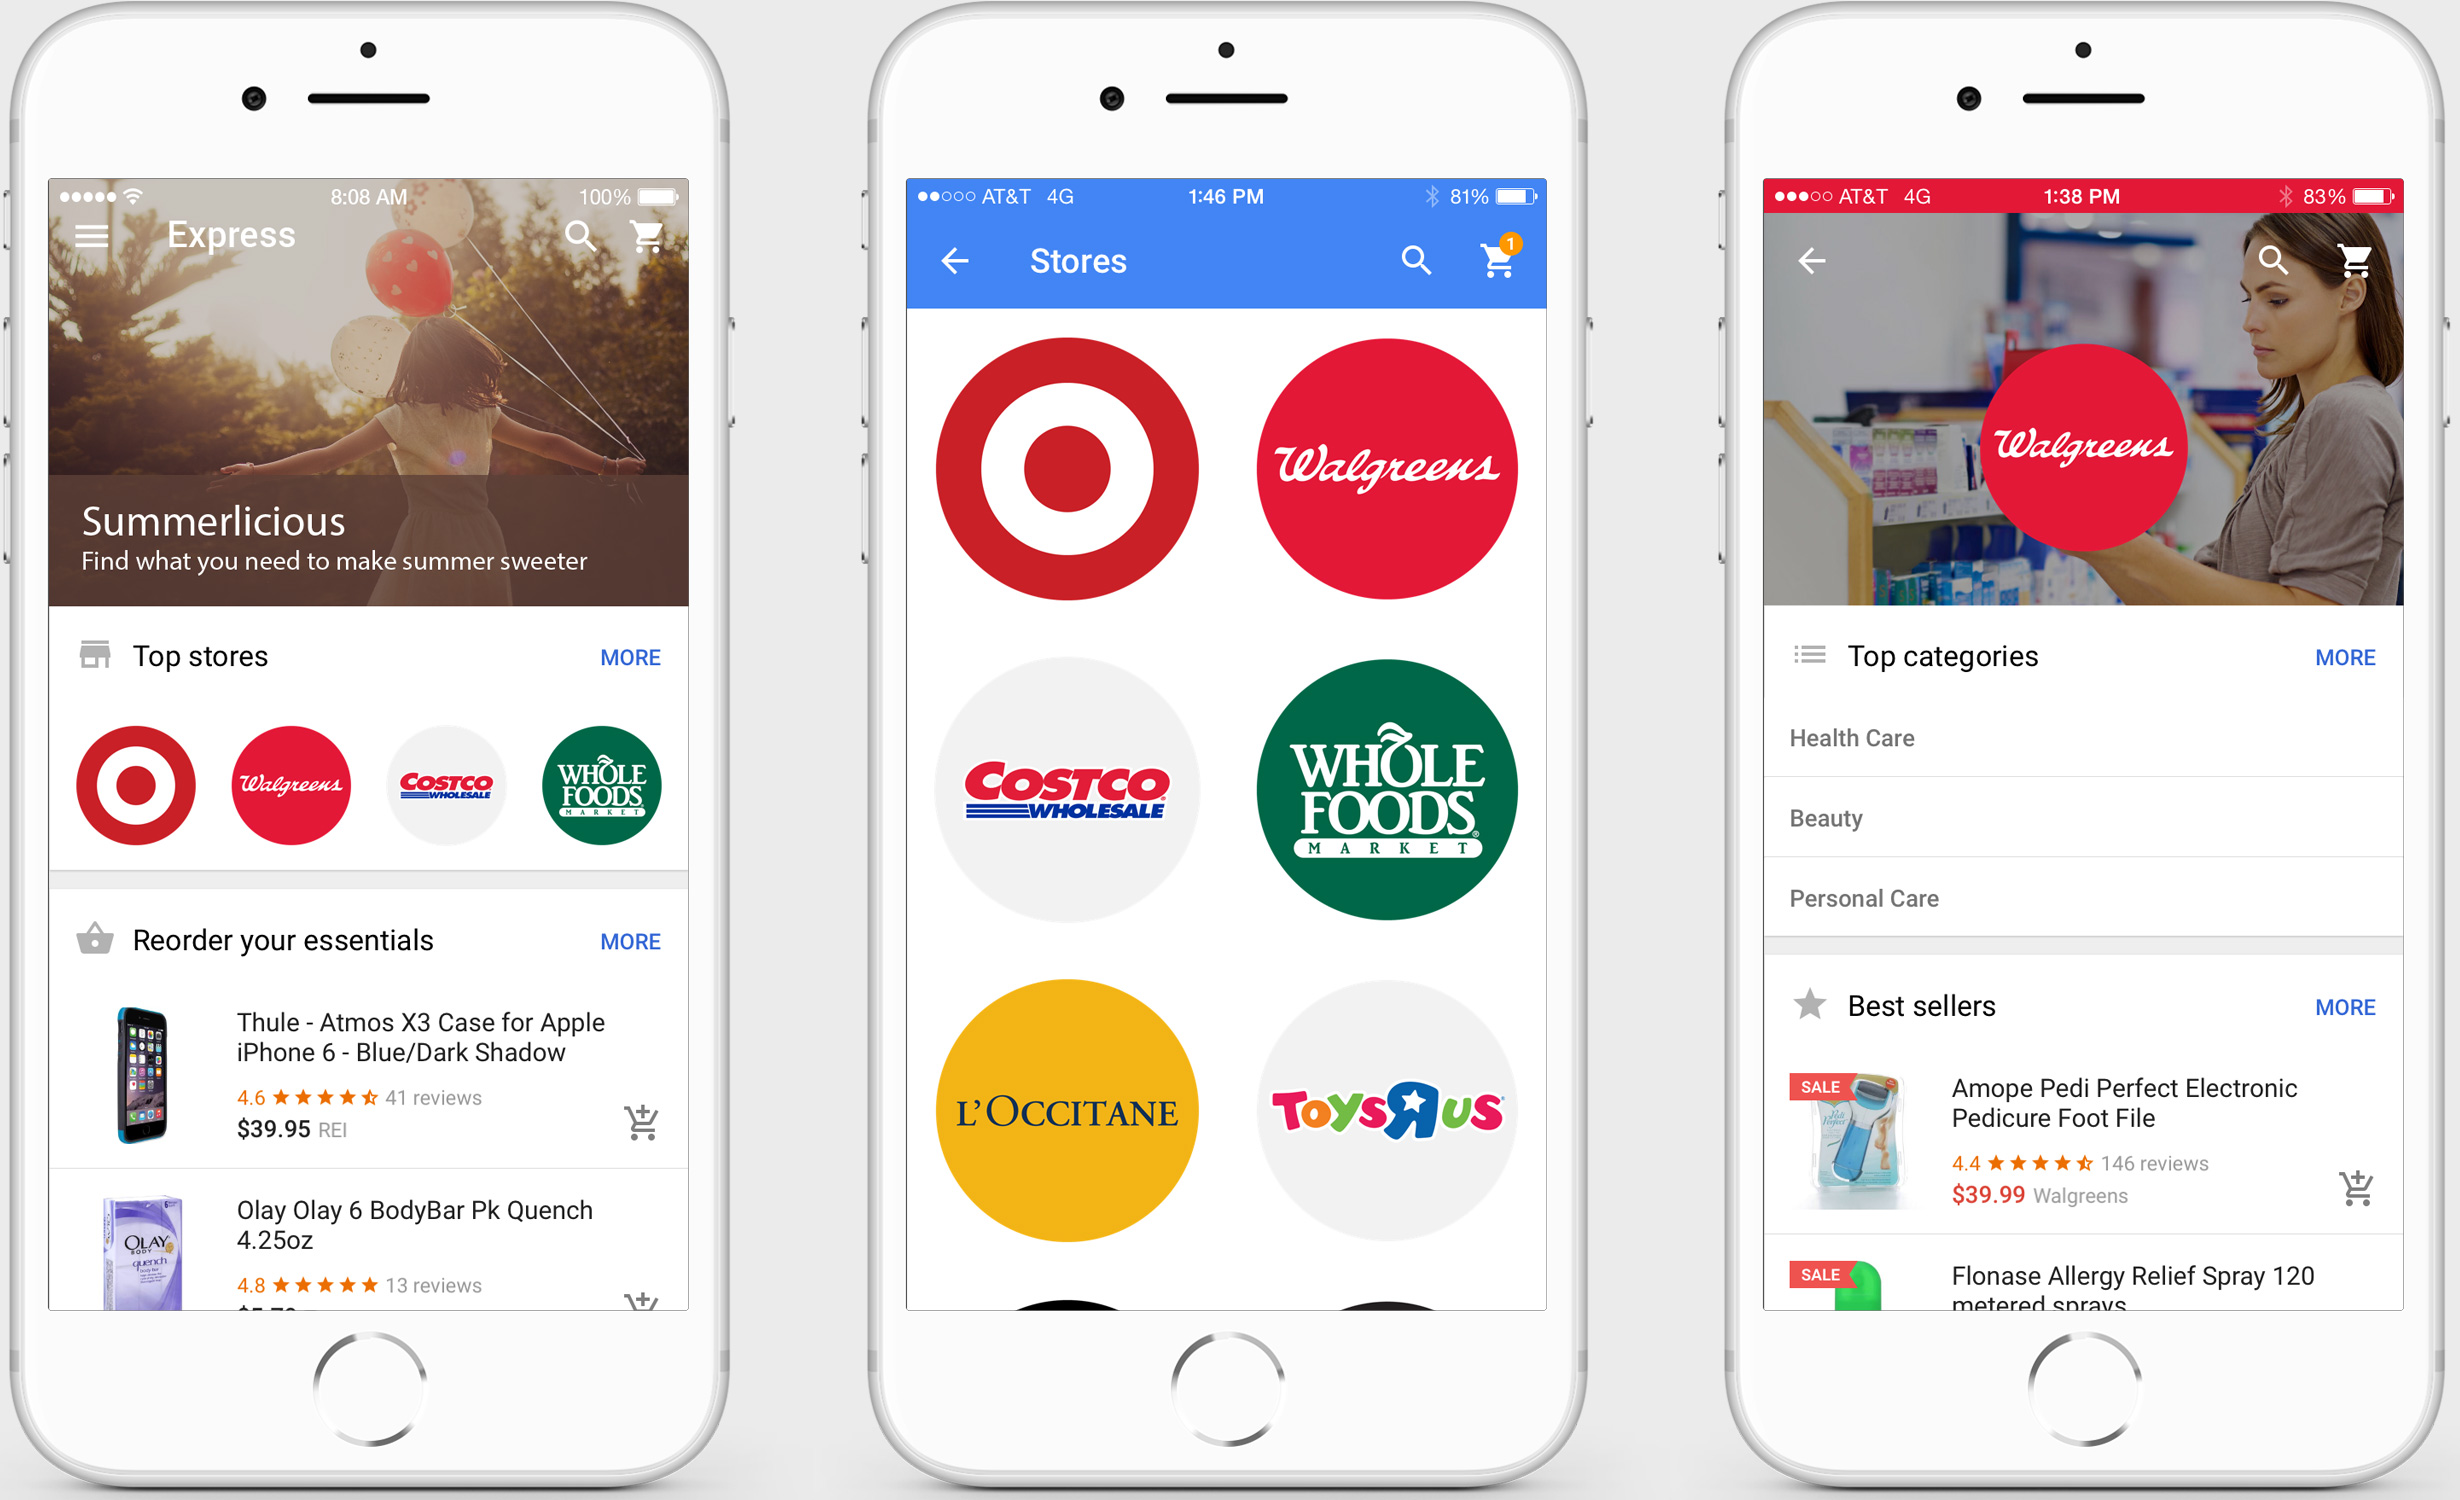 100%
8:08 AM
Express
Summerlicious
Find what you need to make summer sweeter
Top stores
MORE
Walgreens
COSTCO
WHOLESALE
WHOLE
FOODS
MARKET
Reorder your essentials
MORE
Thule - Atmos X3 Case for Apple
iPhone 6 - Blue/Dark Shadow
4.6 41 reviews
$39.95 REI
OLAY
BODY
quench
Olay Olay 6 BodyBar Pk Quench
4.25oz
4.8 13 reviews
AT&T 4G 1:46 PM 81%
Stores
1
Walgreens
COSTCO
WHOLESALE
WHOLE
FOODS
MARKET
L'OCCITANE
TOYS R US
AT&T 4G 1:38 PM 83%
Walgreens
Top categories
MORE
Health Care
Beauty
Personal Care
Best sellers
MORE
SALE
Amope Pedi Perfect Electronic
Pedicure Foot File
4.4 146 reviews
$39.99 Walgreens
SALE
Flonase Allergy Relief Spray 120
metered sprays